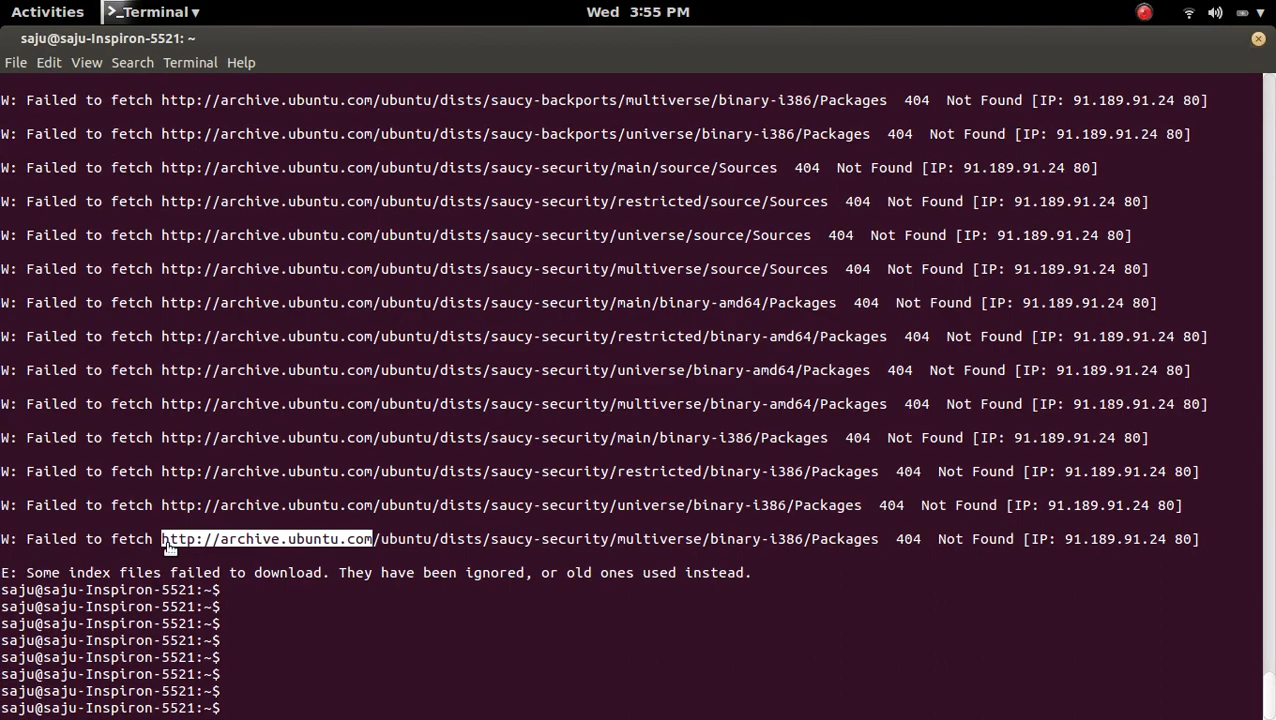 Activities >_ Terminal ▾ Wed 3:55 PM
saju@saju-Inspiron-5521: ~
File Edit View Search Terminal Help
W: Failed to fetch http://archive.ubuntu.com/ubuntu/dists/saucy-backports/multiverse/binary-i386/Packages  404  Not Found [IP: 91.189.91.24 80]
W: Failed to fetch http://archive.ubuntu.com/ubuntu/dists/saucy-backports/universe/binary-i386/Packages  404  Not Found [IP: 91.189.91.24 80]
W: Failed to fetch http://archive.ubuntu.com/ubuntu/dists/saucy-security/main/source/Sources  404  Not Found [IP: 91.189.91.24 80]
W: Failed to fetch http://archive.ubuntu.com/ubuntu/dists/saucy-security/restricted/source/Sources  404  Not Found [IP: 91.189.91.24 80]
W: Failed to fetch http://archive.ubuntu.com/ubuntu/dists/saucy-security/universe/source/Sources  404  Not Found [IP: 91.189.91.24 80]
W: Failed to fetch http://archive.ubuntu.com/ubuntu/dists/saucy-security/multiverse/source/Sources  404  Not Found [IP: 91.189.91.24 80]
W: Failed to fetch http://archive.ubuntu.com/ubuntu/dists/saucy-security/main/binary-amd64/Packages  404  Not Found [IP: 91.189.91.24 80]
W: Failed to fetch http://archive.ubuntu.com/ubuntu/dists/saucy-security/restricted/binary-amd64/Packages  404  Not Found [IP: 91.189.91.24 80]
W: Failed to fetch http://archive.ubuntu.com/ubuntu/dists/saucy-security/universe/binary-amd64/Packages  404  Not Found [IP: 91.189.91.24 80]
W: Failed to fetch http://archive.ubuntu.com/ubuntu/dists/saucy-security/multiverse/binary-amd64/Packages  404  Not Found [IP: 91.189.91.24 80]
W: Failed to fetch http://archive.ubuntu.com/ubuntu/dists/saucy-security/main/binary-i386/Packages  404  Not Found [IP: 91.189.91.24 80]
W: Failed to fetch http://archive.ubuntu.com/ubuntu/dists/saucy-security/restricted/binary-i386/Packages  404  Not Found [IP: 91.189.91.24 80]
W: Failed to fetch http://archive.ubuntu.com/ubuntu/dists/saucy-security/universe/binary-i386/Packages  404  Not Found [IP: 91.189.91.24 80]
W: Failed to fetch http://archive.ubuntu.com/ubuntu/dists/saucy-security/multiverse/binary-i386/Packages  404  Not Found [IP: 91.189.91.24 80]
E: Some index files failed to download. They have been ignored, or old ones used instead.
saju@saju-Inspiron-5521:~$
saju@saju-Inspiron-5521:~$
saju@saju-Inspiron-5521:~$
saju@saju-Inspiron-5521:~$
saju@saju-Inspiron-5521:~$
saju@saju-Inspiron-5521:~$
saju@saju-Inspiron-5521:~$
saju@saju-Inspiron-5521:~$